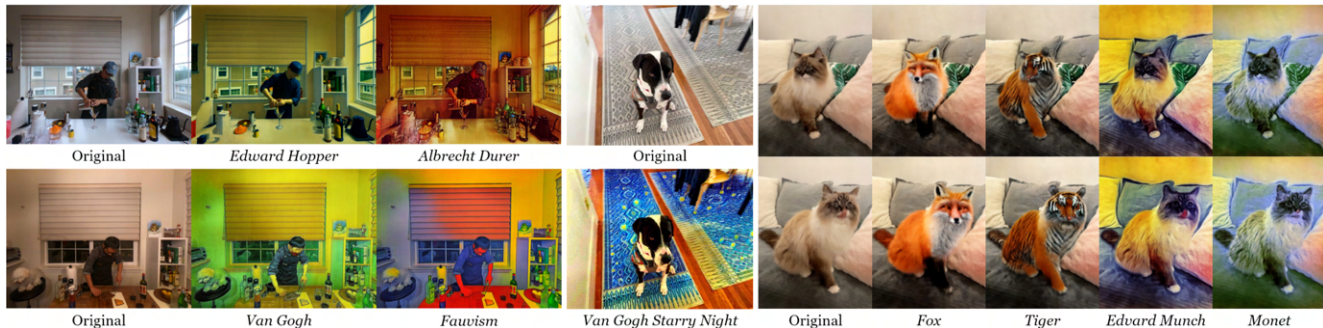 Original
Edward Hopper
Albrecht Durer
Original
Original
Van Gogh
Fauvism
Van Gogh Starry Night
Original
Fox
Tiger
Edvard Munch
Monet